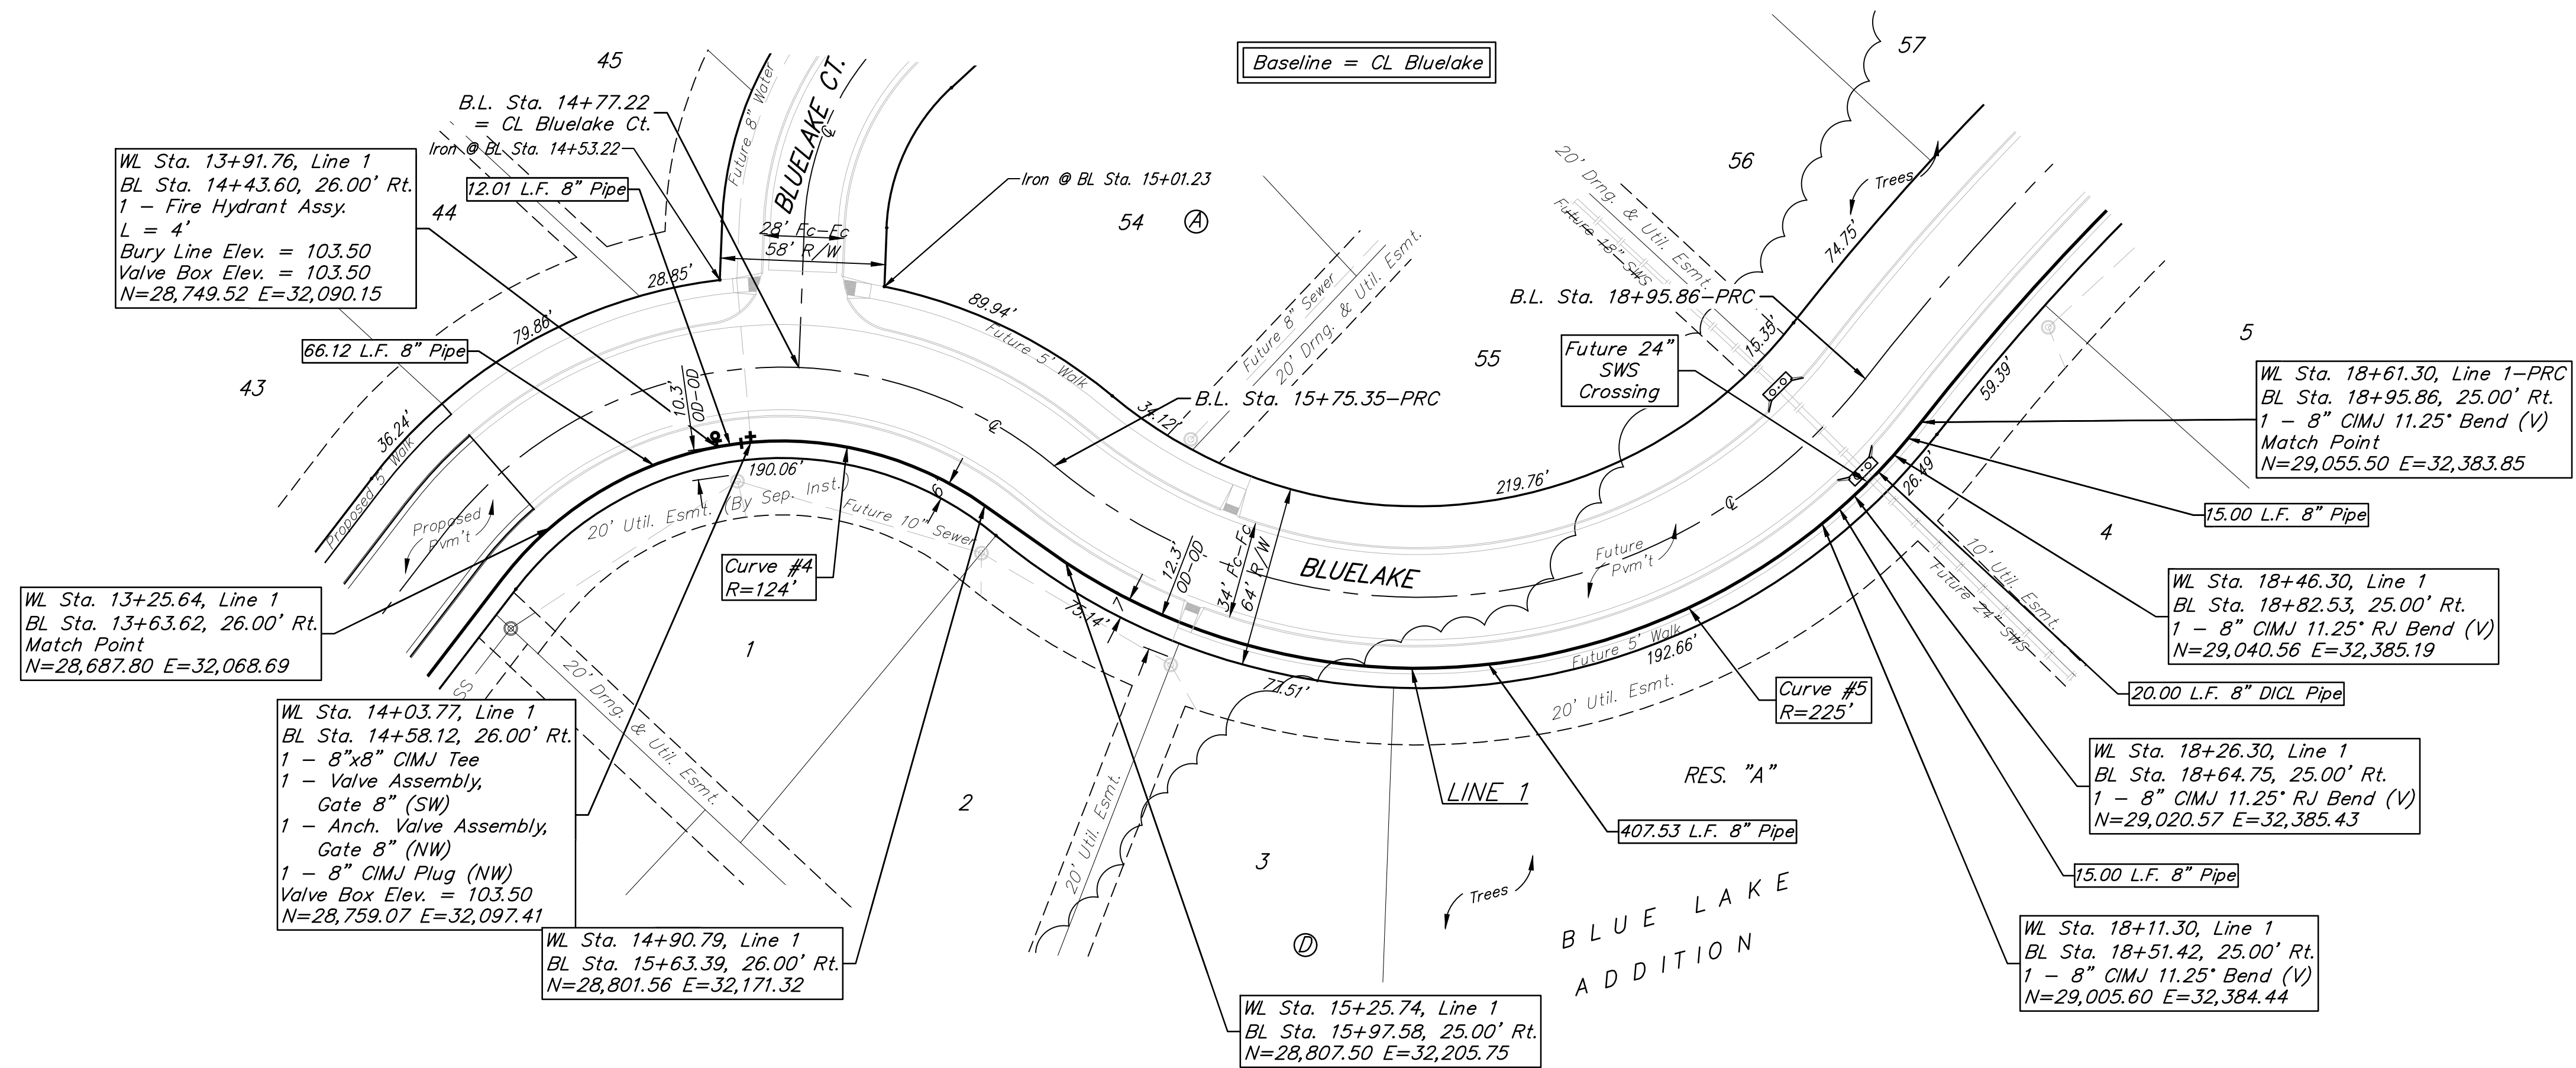 Baseline = CL Bluelake
45
57
B.L. Sta. 14+77.22
= CL Bluelake Ct.
Iron @ BL Sta. 14+53.22
Future 8" Water
BLUELAKE CT.
℄
WL Sta. 13+91.76, Line 1
BL Sta. 14+43.60, 26.00' Rt.
1 - Fire Hydrant Assy.
L = 4'
Bury Line Elev. = 103.50
Valve Box Elev. = 103.50
N=28,749.52 E=32,090.15
12.01 L.F. 8" Pipe
44
28' Fc-Fc
58' R/W
Iron @ BL Sta. 15+01.23
54
A
56
Trees
20' Drng. & Util. Esmt.
Future 18" SWS
74.75'
28.85'
79.86'
66.12 L.F. 8" Pipe
43
36.24'
Proposed 5' Walk
Proposed
Pvm't
10.3'
OD-OD
89.94'
Future 5' Walk
34.12'
Future 8" Sewer
20' Drng. & Util. Esmt.
55
B.L. Sta. 15+75.35-PRC
℄
B.L. Sta. 18+95.86-PRC
15.35'
Future 24"
SWS
Crossing
5
59.39'
WL Sta. 18+61.30, Line 1-PRC
BL Sta. 18+95.86, 25.00' Rt.
1 - 8" CIMJ 11.25° Bend (V)
Match Point
N=29,055.50 E=32,383.85
15.00 L.F. 8" Pipe
26.49'
4
190.06'
20' Util. Esmt. (By Sep. Inst.)
Future 10" Sewer
6
Curve #4
R=124'
219.76'
12.3'
OD-OD
34' Fc-Fc
64' R/W
BLUELAKE
Future
Pvm't
℄
10' Util. Esmt.
Future 24" SWS
WL Sta. 13+25.64, Line 1
BL Sta. 13+63.62, 26.00' Rt.
Match Point
N=28,687.80 E=32,068.69
SS
20' Drng. & Util. Esmt.
1
7
75.14'
77.51'
Future 5' Walk
192.66'
20' Util. Esmt.
Curve #5
R=225'
WL Sta. 18+46.30, Line 1
BL Sta. 18+82.53, 25.00' Rt.
1 - 8" CIMJ 11.25° RJ Bend (V)
N=29,040.56 E=32,385.19
20.00 L.F. 8" DICL Pipe
WL Sta. 14+03.77, Line 1
BL Sta. 14+58.12, 26.00' Rt.
1 - 8"x8" CIMJ Tee
1 - Valve Assembly,
Gate 8" (SW)
1 - Anch. Valve Assembly,
Gate 8" (NW)
1 - 8" CIMJ Plug (NW)
Valve Box Elev. = 103.50
N=28,759.07 E=32,097.41
2
20' Util. Esmt.
LINE 1
RES. "A"
407.53 L.F. 8" Pipe
WL Sta. 18+26.30, Line 1
BL Sta. 18+64.75, 25.00' Rt.
1 - 8" CIMJ 11.25° RJ Bend (V)
N=29,020.57 E=32,385.43
15.00 L.F. 8" Pipe
3
Trees
D
BLUE LAKE
ADDITION
WL Sta. 14+90.79, Line 1
BL Sta. 15+63.39, 26.00' Rt.
N=28,801.56 E=32,171.32
WL Sta. 15+25.74, Line 1
BL Sta. 15+97.58, 25.00' Rt.
N=28,807.50 E=32,205.75
WL Sta. 18+11.30, Line 1
BL Sta. 18+51.42, 25.00' Rt.
1 - 8" CIMJ 11.25° Bend (V)
N=29,005.60 E=32,384.44